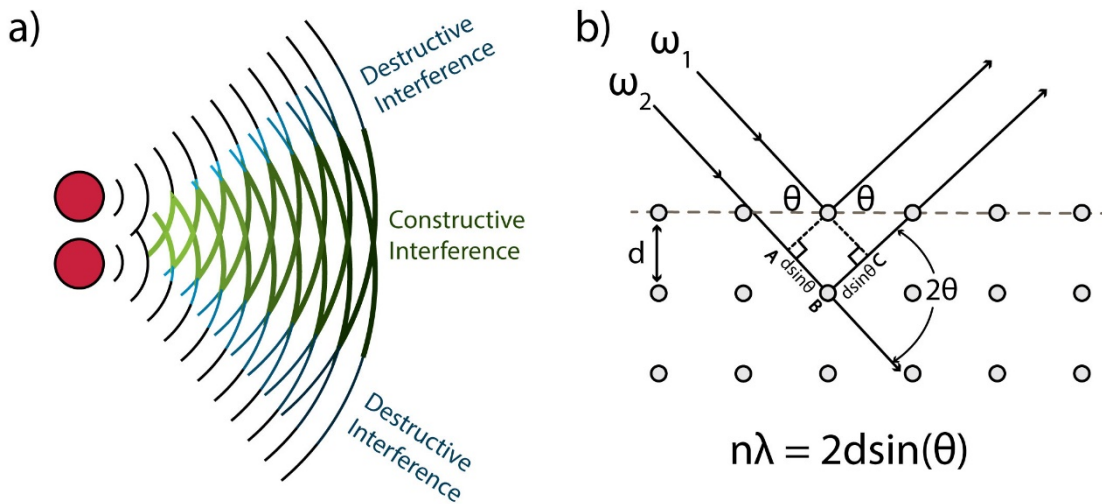 a)
Destructive
Interference
Constructive
Interference
Destructive
Interference
b)
ω1
ω2
θ θ
d
A
dsinθ
B
dsinθ
C
2θ
nλ = 2dsin(θ)